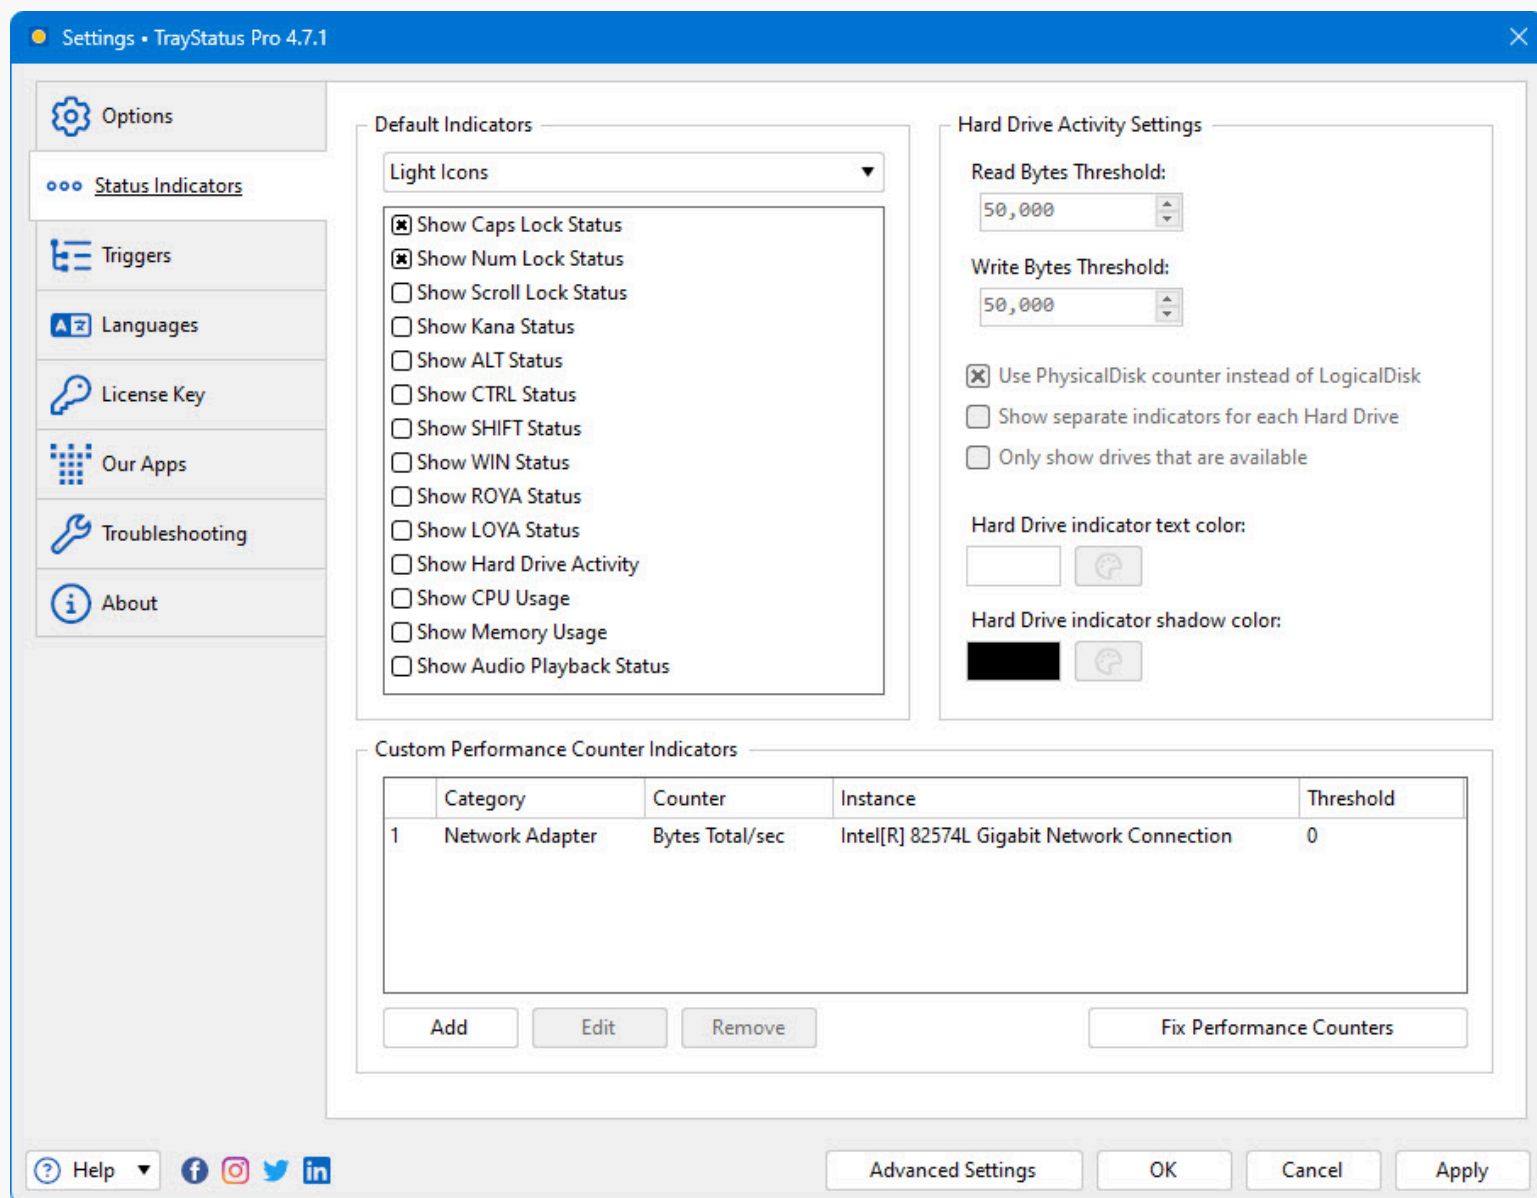 Settings • TrayStatus Pro 4.7.1
Options
Status Indicators
Triggers
Languages
License Key
Our Apps
Troubleshooting
About
Default Indicators
Light Icons
Show Caps Lock Status
Show Num Lock Status
Show Scroll Lock Status
Show Kana Status
Show ALT Status
Show CTRL Status
Show SHIFT Status
Show WIN Status
Show ROYA Status
Show LOYA Status
Show Hard Drive Activity
Show CPU Usage
Show Memory Usage
Show Audio Playback Status
Hard Drive Activity Settings
Read Bytes Threshold:
50,000
Write Bytes Threshold:
50,000
Use PhysicalDisk counter instead of LogicalDisk
Show separate indicators for each Hard Drive
Only show drives that are available
Hard Drive indicator text color:
Hard Drive indicator shadow color:
Custom Performance Counter Indicators
Category Counter Instance Threshold
1 Network Adapter Bytes Total/sec Intel[R] 82574L Gigabit Network Connection 0
Add Edit Remove Fix Performance Counters
Help Advanced Settings OK Cancel Apply